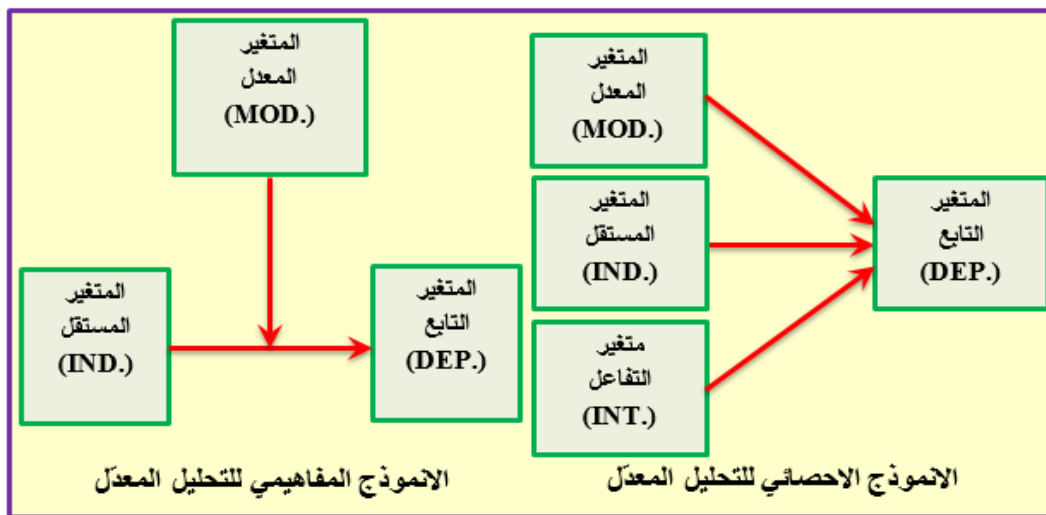 المتغير
المعدل
(MOD.)
المتغير
المستقل
(IND.)
المتغير
التابع
(DEP.)
الانموذج المفاهيمي للتحليل المعدّل
المتغير
المعدل
(MOD.)
المتغير
المستقل
(IND.)
متغير
التفاعل
(INT.)
المتغير
التابع
(DEP.)
الانموذج الاحصائي للتحليل المعدّل